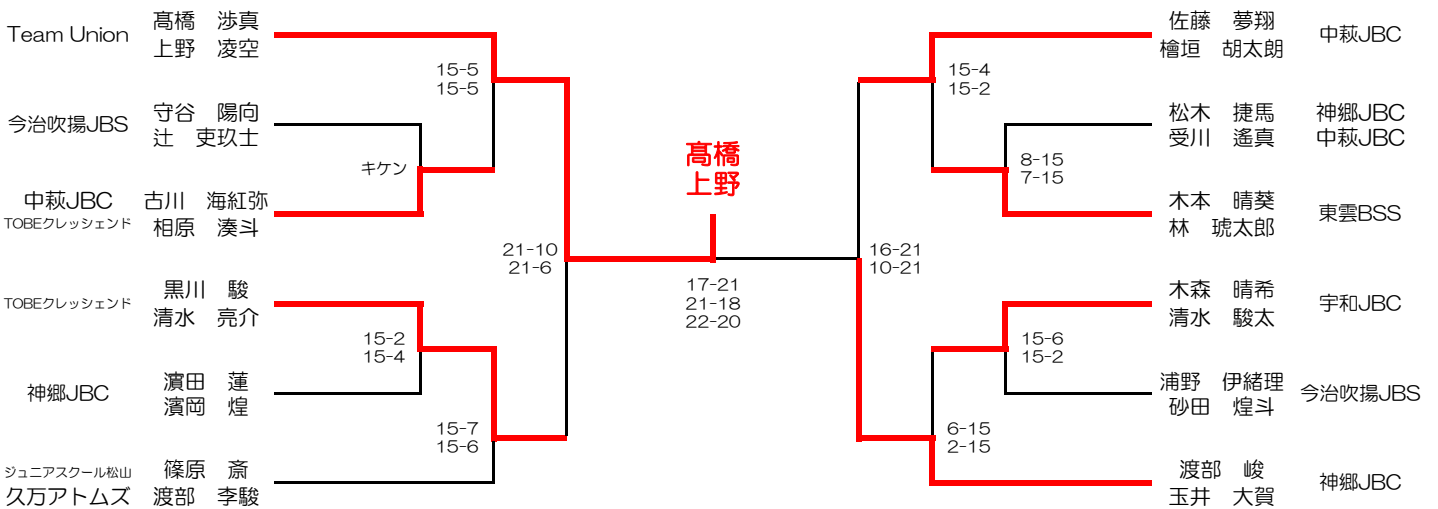 Team Union
髙橋　渉真
上野　凌空
15-5
15-5
今治吹揚JBS
守谷　陽向
辻　吏玖士
キケン
中萩JBC
TOBEクレッシェンド
古川　海紅弥
相原　湊斗
21-10
21-6
TOBEクレッシェンド
黒川　駿
清水　亮介
15-2
15-4
神郷JBC
濵田　蓮
濱岡　煌
15-7
15-6
ジュニアスクール松山
久万アトムズ
篠原　斎
渡部　李駿
髙橋
上野
17-21
21-18
22-20
佐藤　夢翔
檜垣　胡太朗
中萩JBC
15-4
15-2
松木　捷馬
受川　遙真
神郷JBC
中萩JBC
8-15
7-15
木本　晴葵
林　琥太郎
東雲BSS
16-21
10-21
木森　晴希
清水　駿太
宇和JBC
15-6
15-2
浦野　伊緒理
砂田　煌斗
今治吹揚JBS
6-15
2-15
渡部　峻
玉井　大賀
神郷JBC